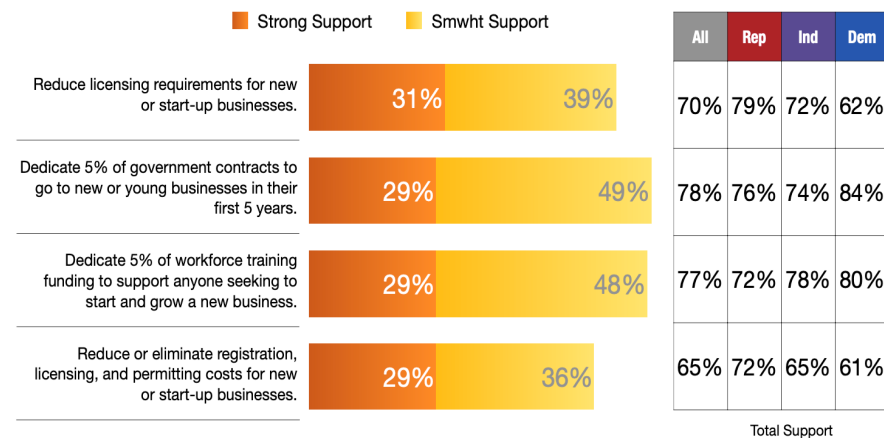 Strong Support Smwht Support
All Rep Ind Dem
Reduce licensing requirements for new
or start-up businesses.
31% 39%
70% 79% 72% 62%
Dedicate 5% of government contracts to
go to new or young businesses in their
first 5 years.
29% 49%
78% 76% 74% 84%
Dedicate 5% of workforce training
funding to support anyone seeking to
start and grow a new business.
29% 48%
77% 72% 78% 80%
Reduce or eliminate registration,
licensing, and permitting costs for new
or start-up businesses.
29% 36%
65% 72% 65% 61%
Total Support